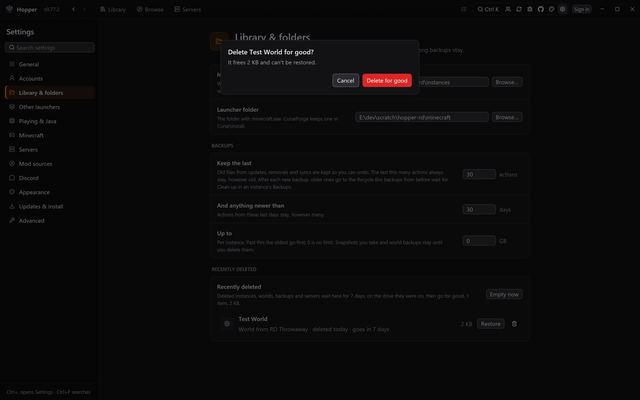 Hopper v0.77.2 Library Browse Servers Ctrl K Sign in
Settings
Search settings
General
Accounts
Library & folders
Other launchers
Playing & Java
Minecraft
Servers
Mod sources
Discord
Appearance
Updates & install
Advanced
Ctrl+, opens Settings · Ctrl+F searches
Library & folders
Delete Test World for good?
It frees 2 KB and can't be restored.
Cancel
Delete for good
Browse...
Launcher folder
The folder with minecraft.exe. CurseForge keeps one in
Curse\Install.
E:\dev\scratch\hopper-rd\minecraft
Browse...
BACKUPS
Keep the last
Old files from updates, removals and syncs are kept so you can undo. The last this many actions always
stay, however old. After each new backup, older ones go to the Recycle Bin; backups from before wait for
Clean up in an instance's Backups.
30 actions
And anything newer than
Actions from these last days stay, however many.
30 days
Up to
Per instance. Past this the oldest go first; 0 is no limit. Snapshots you take and world backups stay until
you delete them.
0 GB
RECENTLY DELETED
Recently deleted
Deleted instances, worlds, backups and servers wait here for 7 days, on the drive they were on, then go for good. 1
item, 2 KB.
Empty now
Test World
World from RD Throwaway · deleted today · goes in 7 days
2 KB
Restore